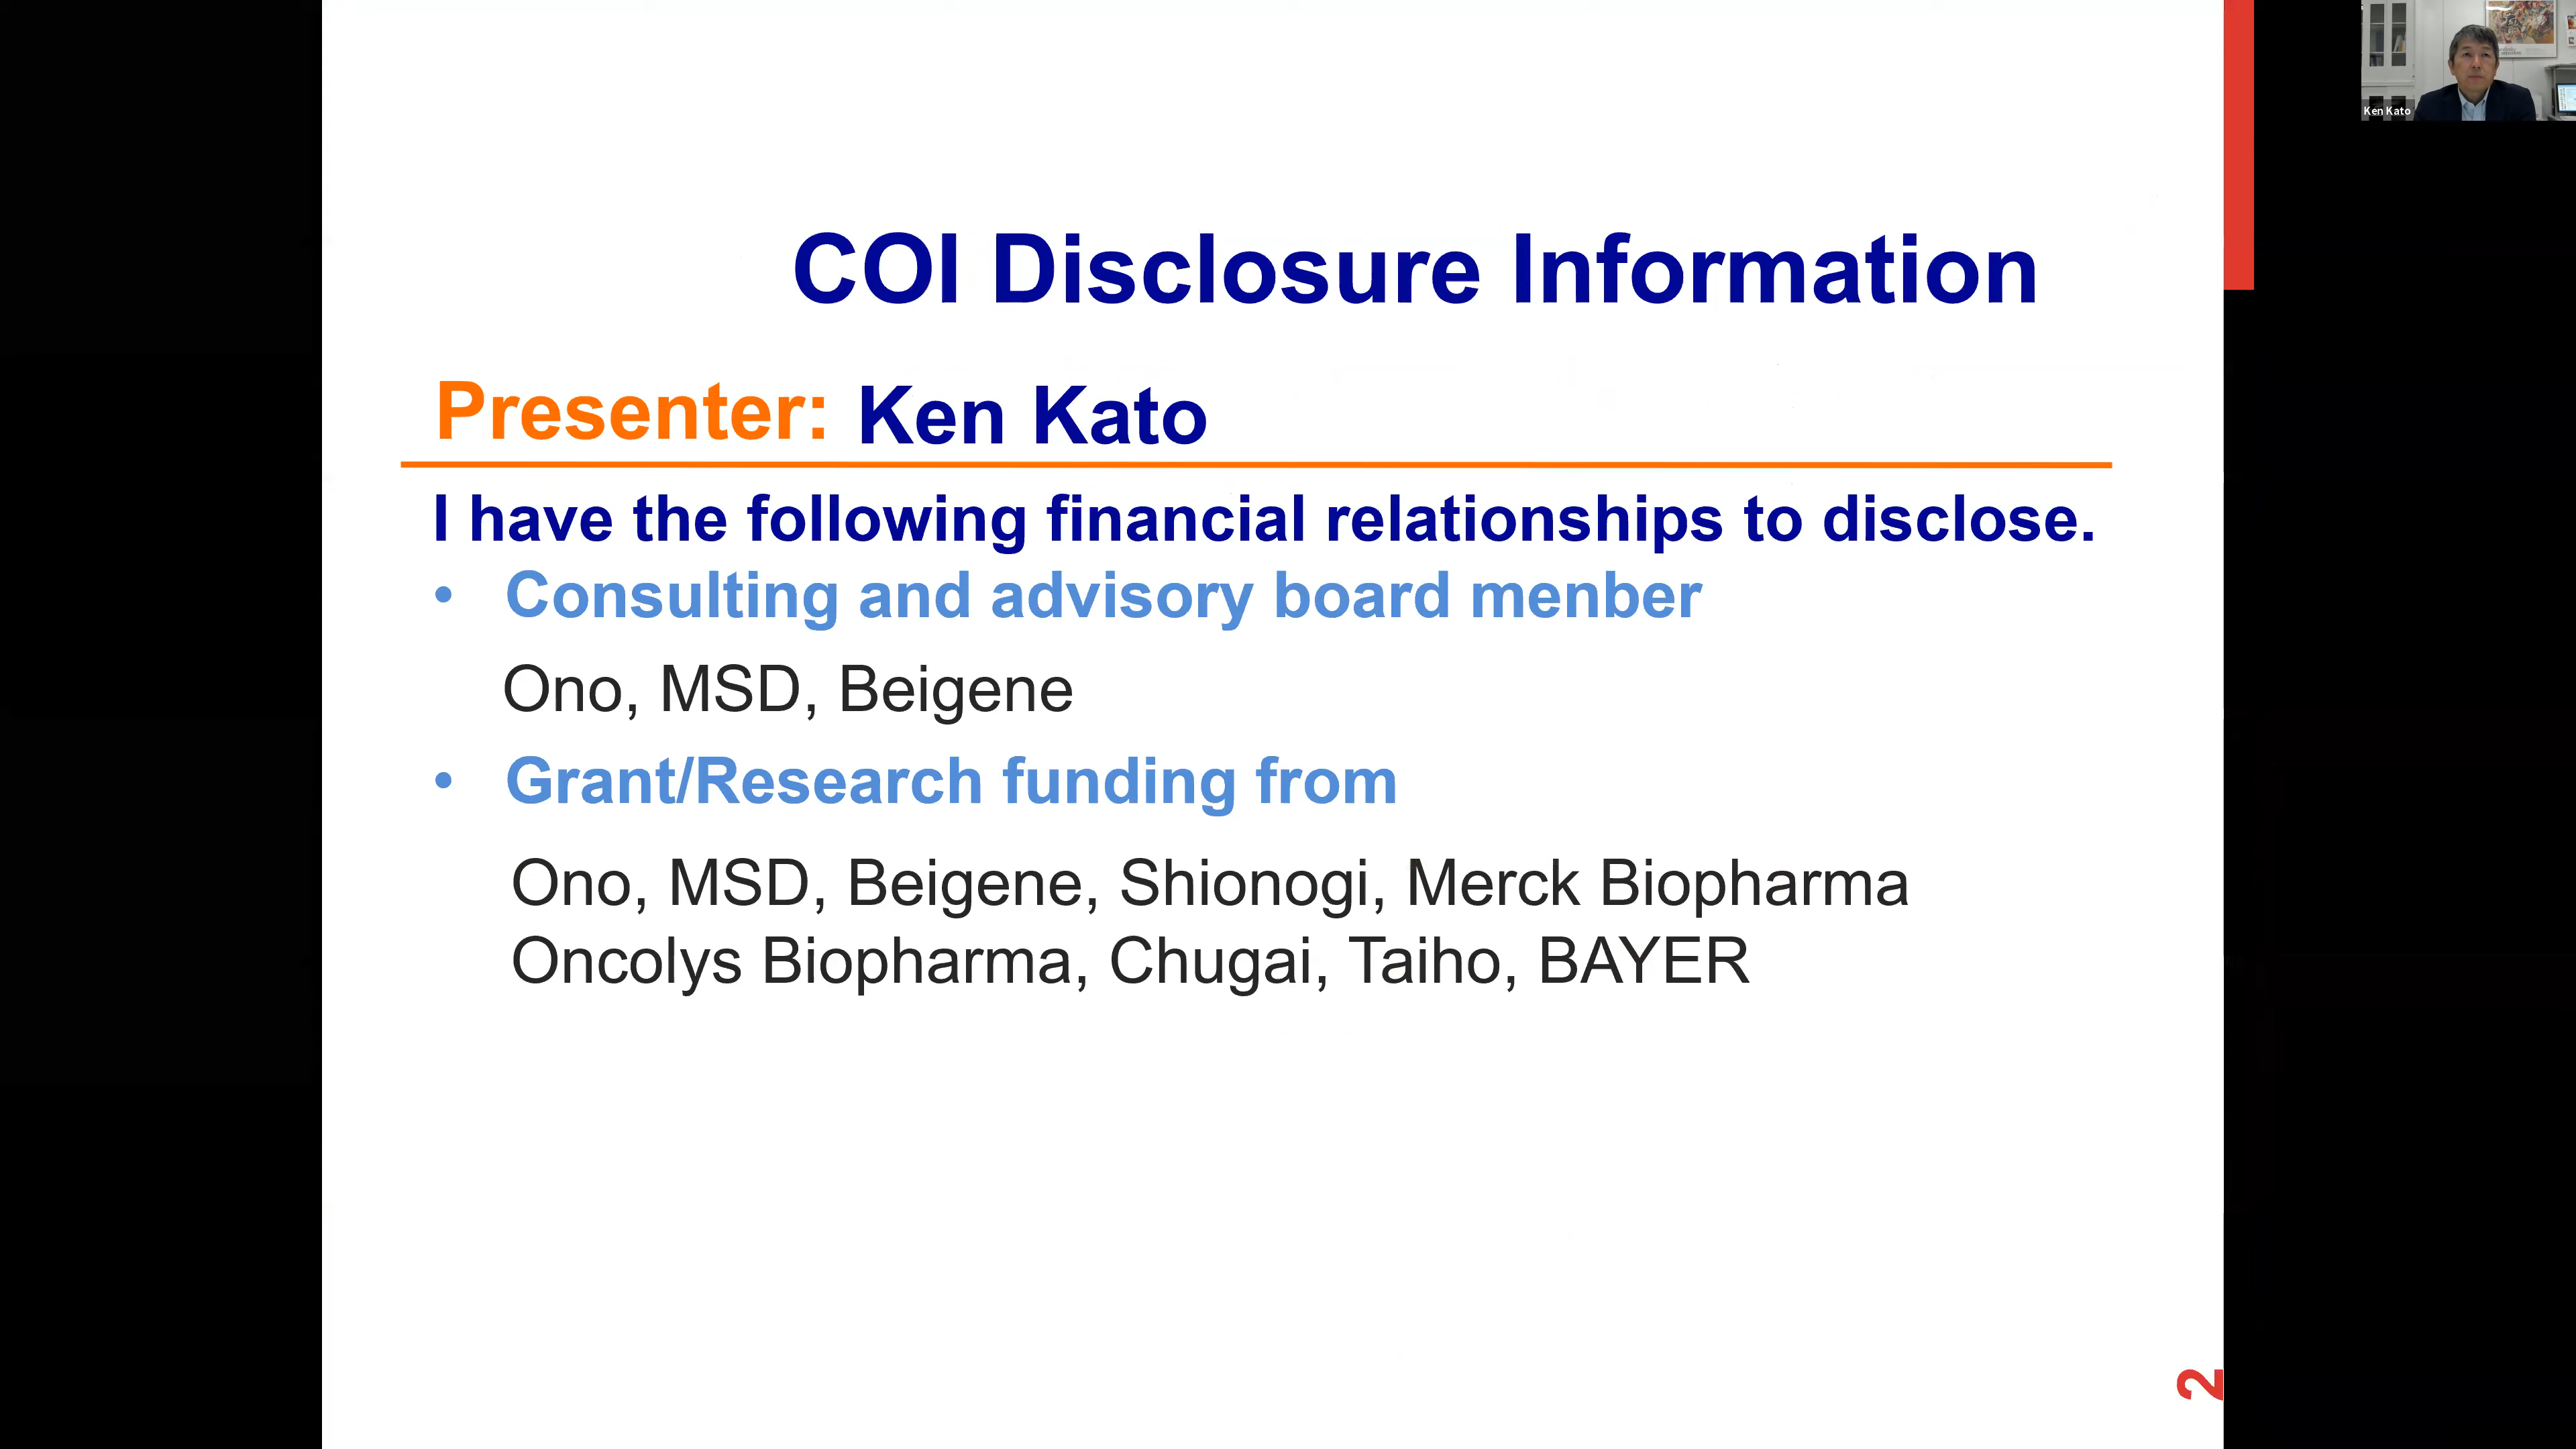 COI Disclosure Information
Presenter: Ken Kato
I have the following financial relationships to disclose.
• Consulting and advisory board menber
Ono, MSD, Beigene
• Grant/Research funding from
Ono, MSD, Beigene, Shionogi, Merck Biopharma
Oncolys Biopharma, Chugai, Taiho, BAYER
2
Ken Kato